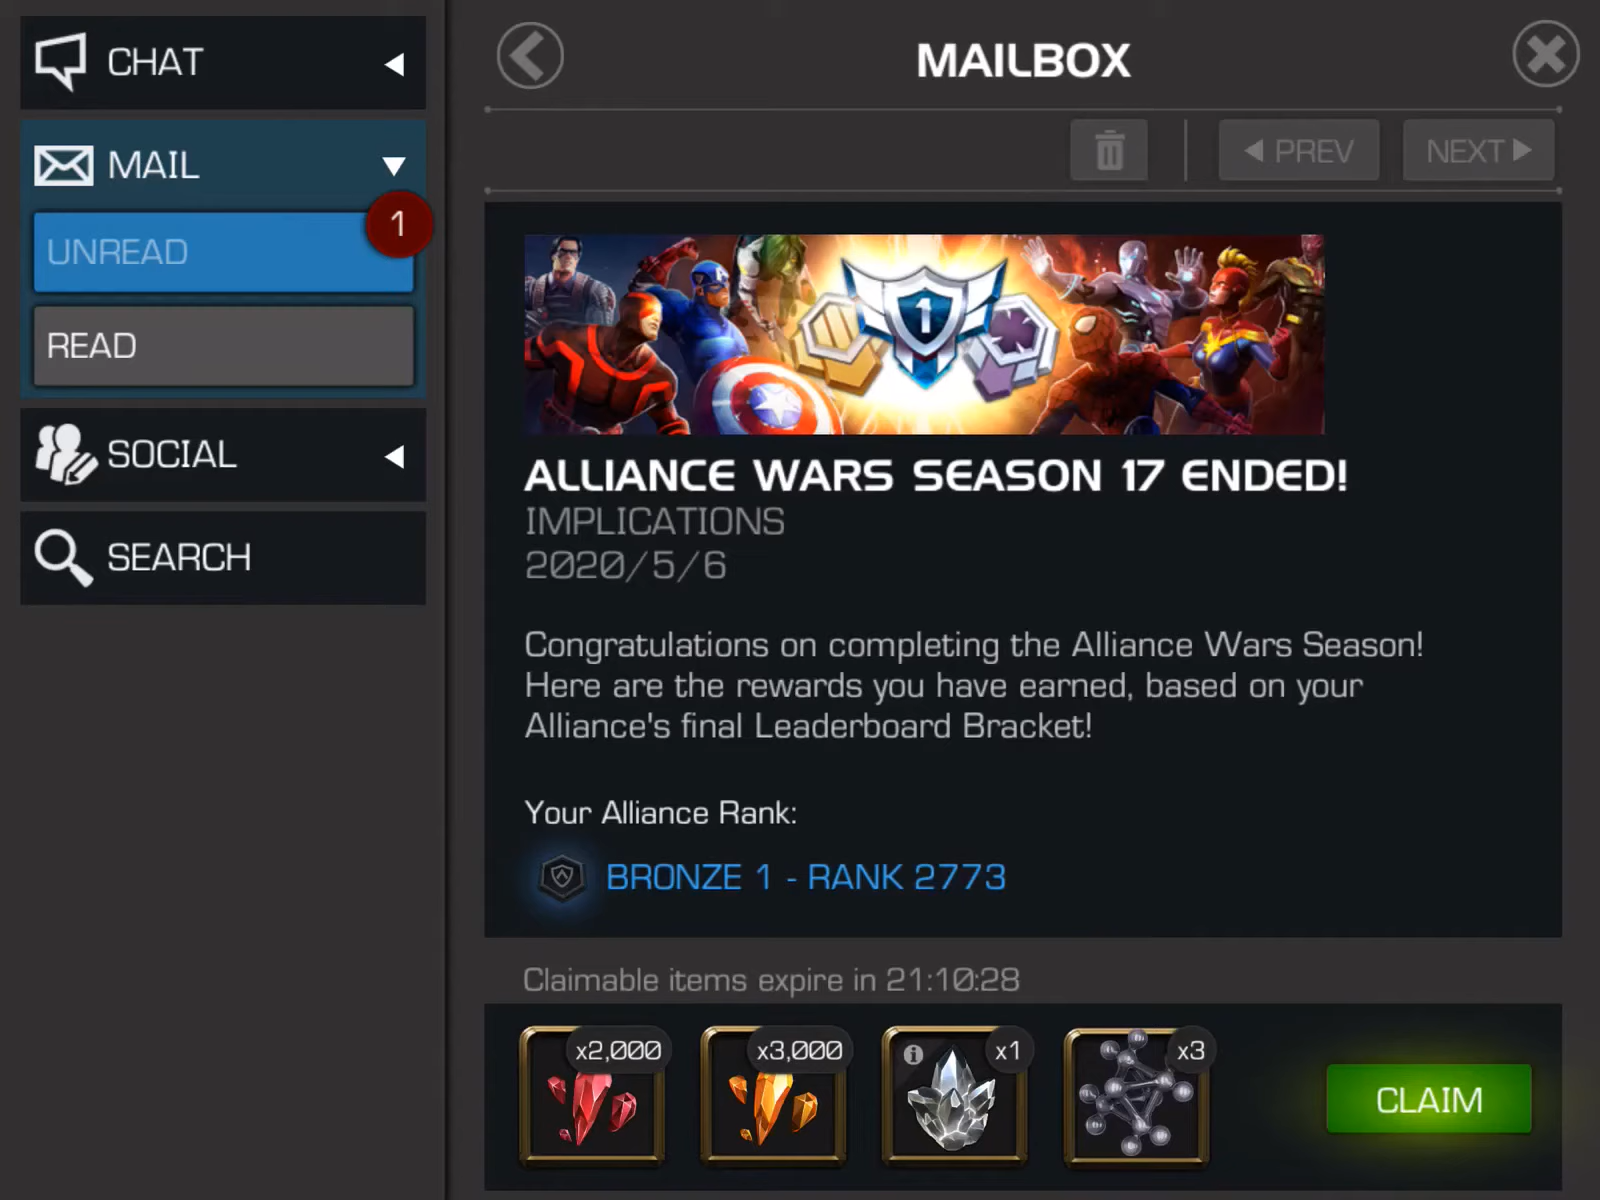 CHAT
MAIL
1
UNREAD
READ
SOCIAL
SEARCH
MAILBOX
PREV
NEXT
1
ALLIANCE WARS SEASON 17 ENDED!
IMPLICATIONS
2020/5/6
Congratulations on completing the Alliance Wars Season!
Here are the rewards you have earned, based on your
Alliance's final Leaderboard Bracket!
Your Alliance Rank:
BRONZE 1 - RANK 2773
Claimable items expire in 21:10:28
x2,000
x3,000
i
x1
x3
CLAIM